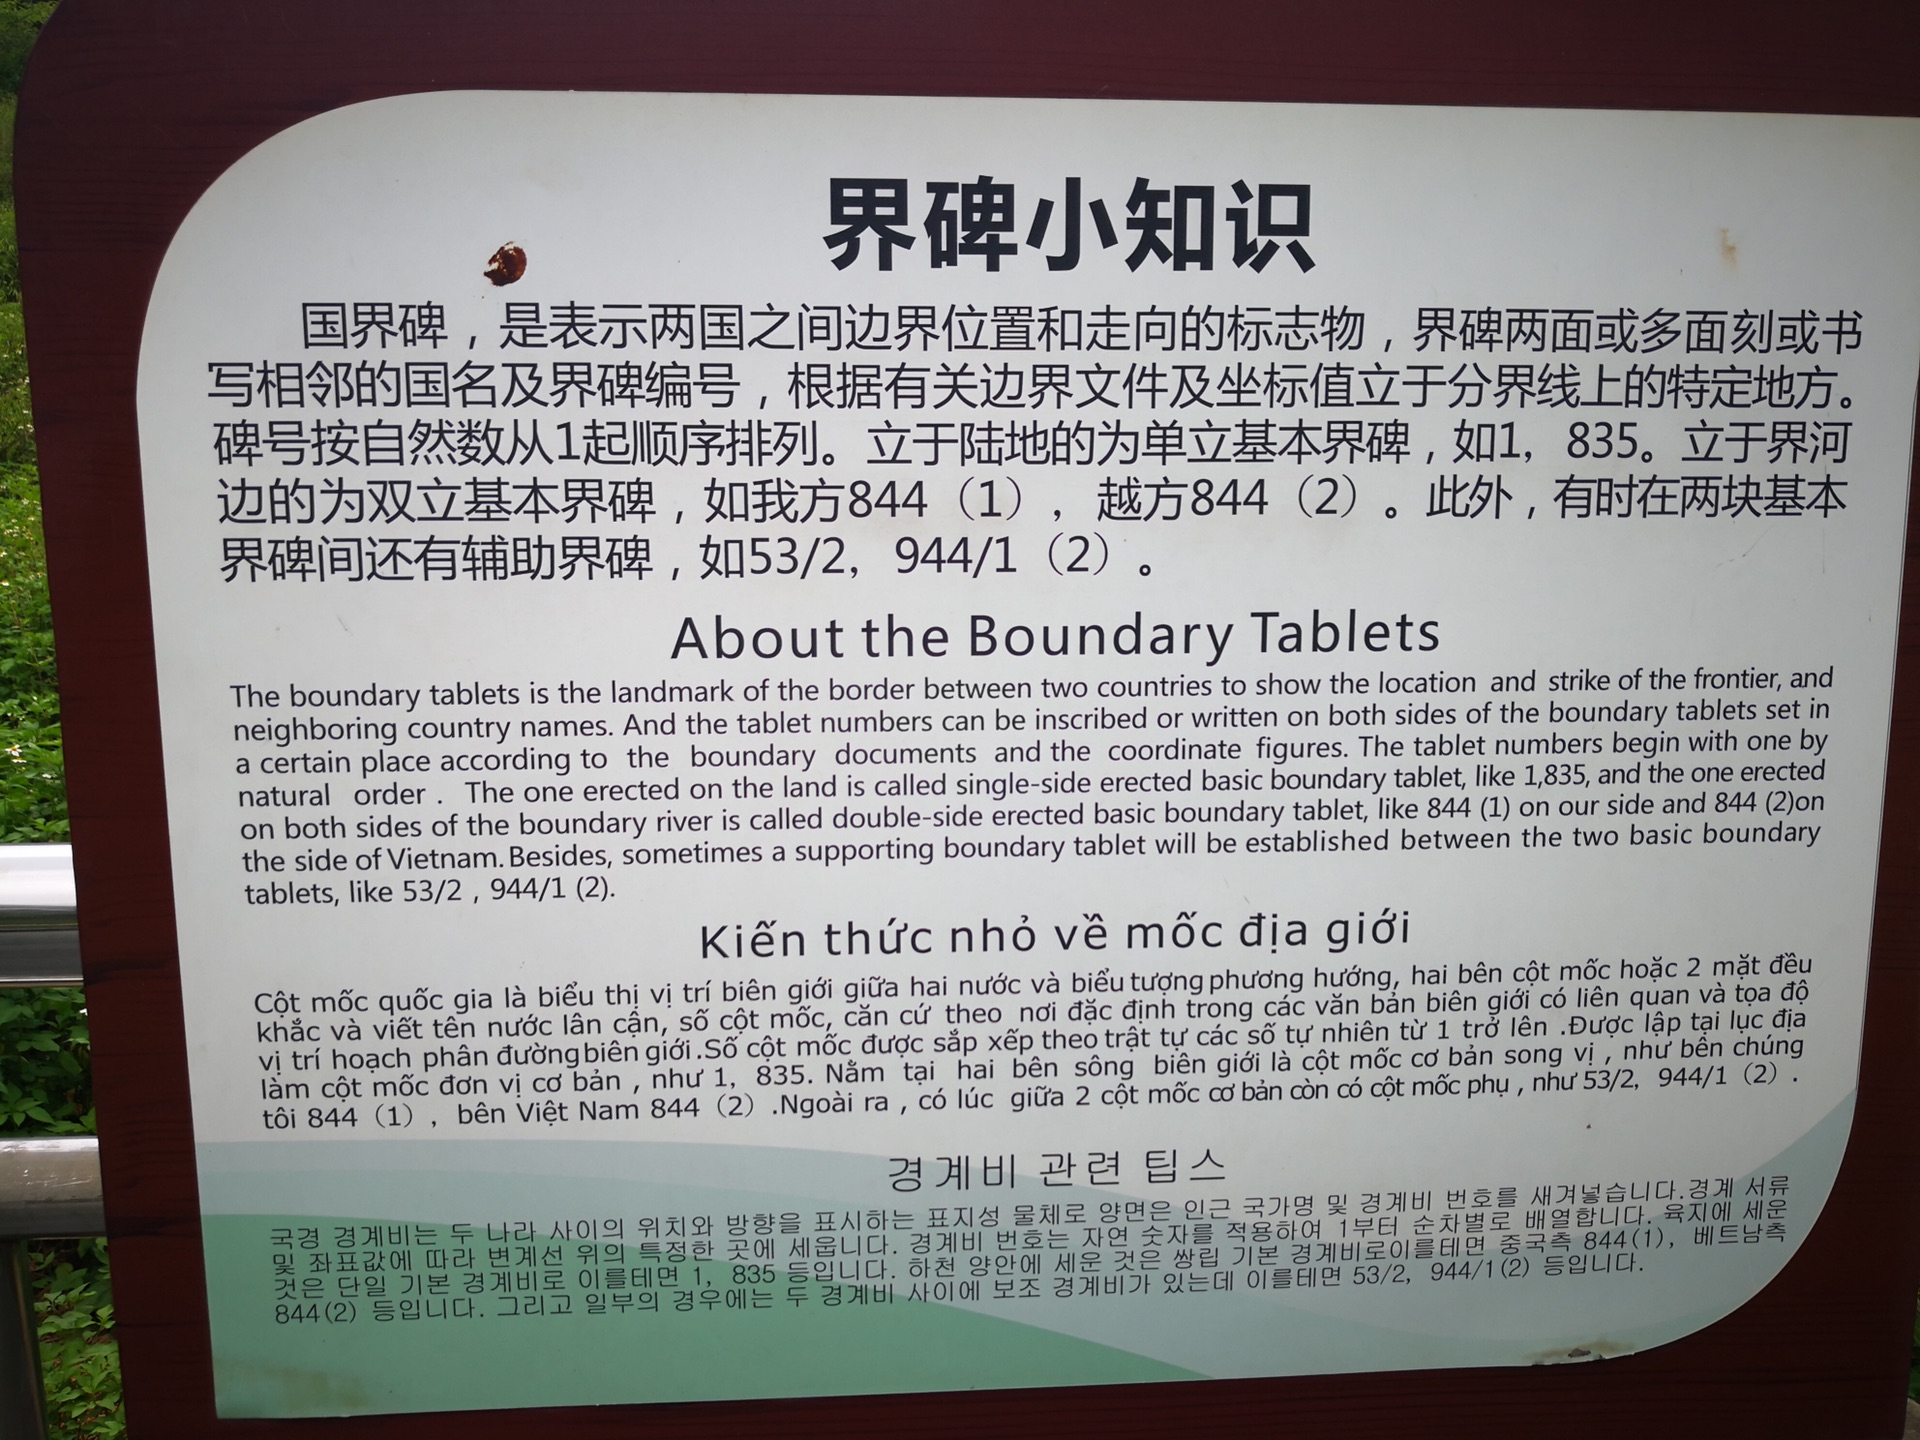 界碑小知识
国界碑，是表示两国之间边界位置和走向的标志物，界碑两面或多面刻或书
写相邻的国名及界碑编号，根据有关边界文件及坐标值立于分界线上的特定地方。
碑号按自然数从1起顺序排列。立于陆地的为单立基本界碑，如1，835。立于界河
边的为双立基本界碑，如我方844（1），越方844（2）。此外，有时在两块基本
界碑间还有辅助界碑，如53/2，944/1（2）。
About the Boundary Tablets
The boundary tablets is the landmark of the border between two countries to show the location and strike of the frontier, and
neighboring country names. And the tablet numbers can be inscribed or written on both sides of the boundary tablets set in
a certain place according to the boundary documents and the coordinate figures. The tablet numbers begin with one by
natural order . The one erected on the land is called single-side erected basic boundary tablet, like 1,835, and the one erected
on both sides of the boundary river is called double-side erected basic boundary tablet, like 844 (1) on our side and 844 (2)on
the side of Vietnam. Besides, sometimes a supporting boundary tablet will be established between the two basic boundary
tablets, like 53/2 , 944/1 (2).
Kiến thức nhỏ về mốc địa giới
Cột mốc quốc gia là biểu thị vị trí biên giới giữa hai nước và biểu tượng phương hướng, hai bên cột mốc hoặc 2 mặt đều
khắc và viết tên nước lân cận, số cột mốc, căn cứ theo nơi đặc định trong các văn bản biên giới có liên quan và tọa độ
vị trí hoạch phân đường biên giới .Số cột mốc được sắp xếp theo trật tự các số tự nhiên từ 1 trở lên .Được lập tại lục địa
làm cột mốc đơn vị cơ bản , như 1, 835. Nằm tại hai bên sông biên giới là cột mốc cơ bản song vị , như bên chúng
tôi 844（1）, bên Việt Nam 844（2）.Ngoài ra , có lúc giữa 2 cột mốc cơ bản còn có cột mốc phụ , như 53/2, 944/1（2）.
경계비 관련 팁스
국경 경계비는 두 나라 사이의 위치와 방향을 표시하는 표지성 물체로 양면은 인근 국가명 및 경계비 번호를 새겨넣습니다.경계 서류
및 좌표값에 따라 변계선 위의 특정한 곳에 세웁니다. 경계비 번호는 자연 숫자를 적용하여 1부터 순차별로 배열합니다. 육지에 세운
것은 단일 기본 경계비로 이를테면 1, 835 등입니다. 하천 양안에 세운 것은 쌍립 기본 경계비로이를테면 중국측 844(1), 베트남측
844(2) 등입니다. 그리고 일부의 경우에는 두 경계비 사이에 보조 경계비가 있는데 이를테면 53/2, 944/1(2) 등입니다.